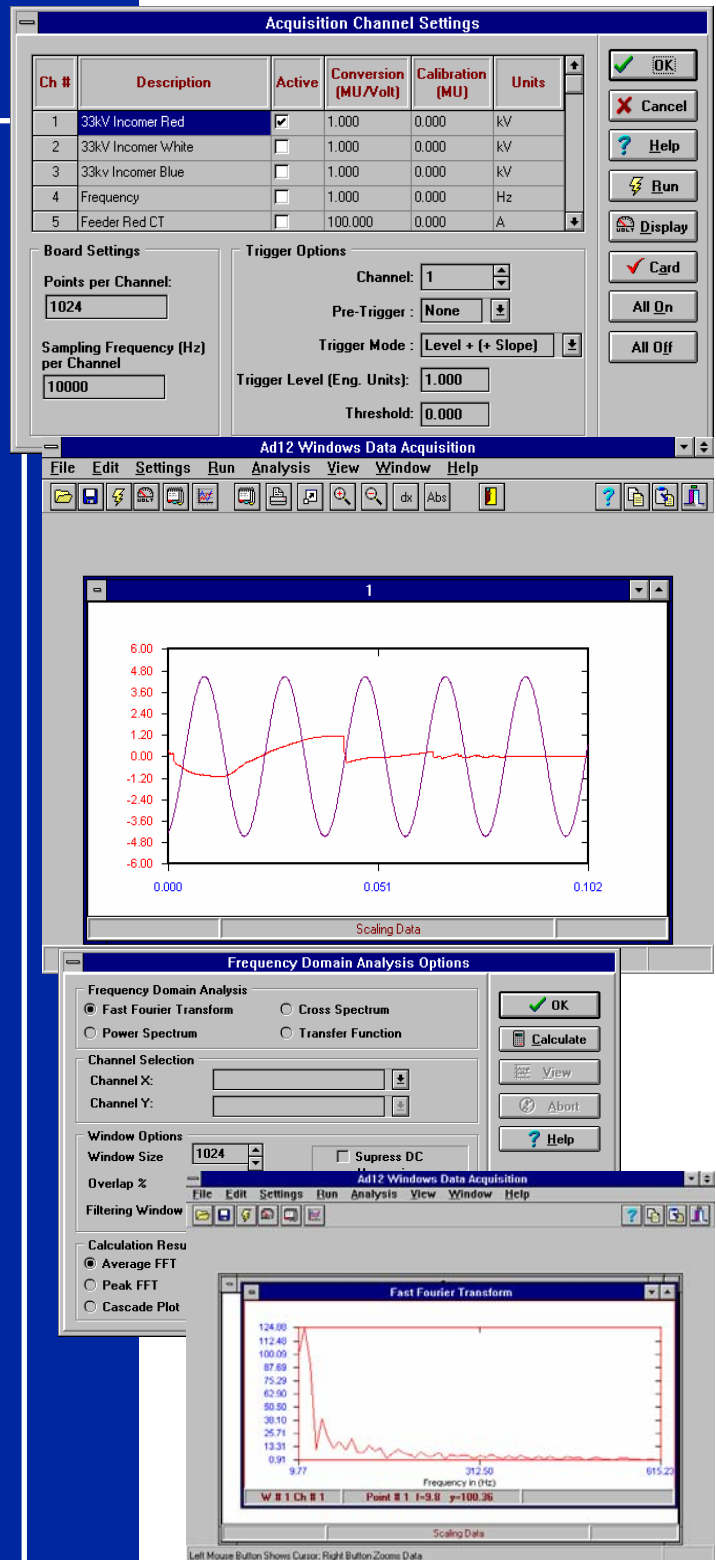 Acquisition Channel Settings
Ch # Description Active Conversion (MU/Volt) Calibration (MU) Units
1 33kV Incomer Red 1.000 0.000 kV
2 33kV Incomer White 1.000 0.000 kV
3 33kv Incomer Blue 1.000 0.000 kV
4 Frequency 1.000 0.000 Hz
5 Feeder Red CT 100.000 0.000 A
OK
Cancel
Help
Run
Display
Card
All On
All Off
Board Settings
Points per Channel:
1024
Sampling Frequency (Hz)
per Channel
10000
Trigger Options
Channel: 1
Pre-Trigger : None
Trigger Mode : Level + (+ Slope)
Trigger Level (Eng. Units): 1.000
Threshold: 0.000
Ad12 Windows Data Acquisition
File Edit Settings Run Analysis View Window Help
VOLT dx Abs ?
1
6.00
4.80
3.60
2.40
1.20
0.00
-1.20
-2.40
-3.60
-4.80
-6.00
0.000 0.051 0.102
Scaling Data
Frequency Domain Analysis Options
Frequency Domain Analysis
Fast Fourier Transform Cross Spectrum
Power Spectrum Transfer Function
Channel Selection
Channel X:
Channel Y:
Window Options
Window Size 1024 Supress DC
Overlap %
Filtering Window
Calculation Resu
Average FFT
Peak FFT
Cascade Plot
OK
Calculate
View
Abort
Help
Ad12 Windows Data Acquisition
File Edit Settings Run Analysis View Window Help
Fast Fourier Transform
124.88
112.48
100.09
87.69
75.29
62.90
50.50
38.10
25.71
13.31
0.91
9.77 312.50 615.23
Frequency in (Hz)
W # 1 Ch # 1 Point # 1 f=9.8 y=100.36
Scaling Data
Left Mouse Button Shows Cursor; Right Button Zooms Data